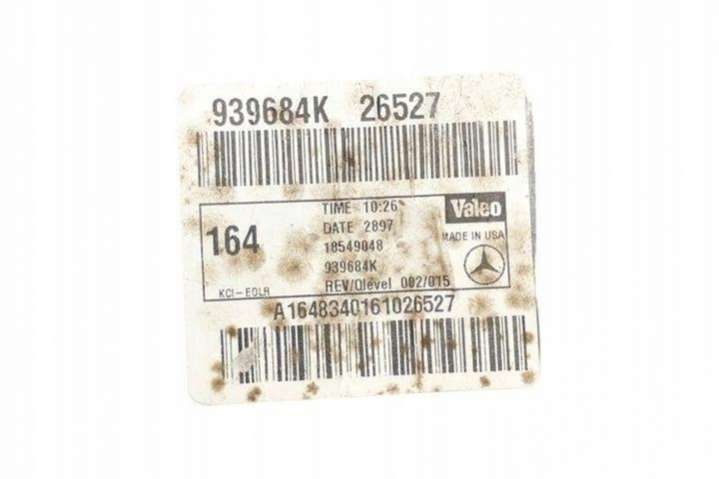 939684K 26527
TIME 10:26
DATE 2897
18549048
939684K
REV/Qlevel 002/015
164
KCI-EDLR
Valeo
MADE IN USA
A1648340161026527